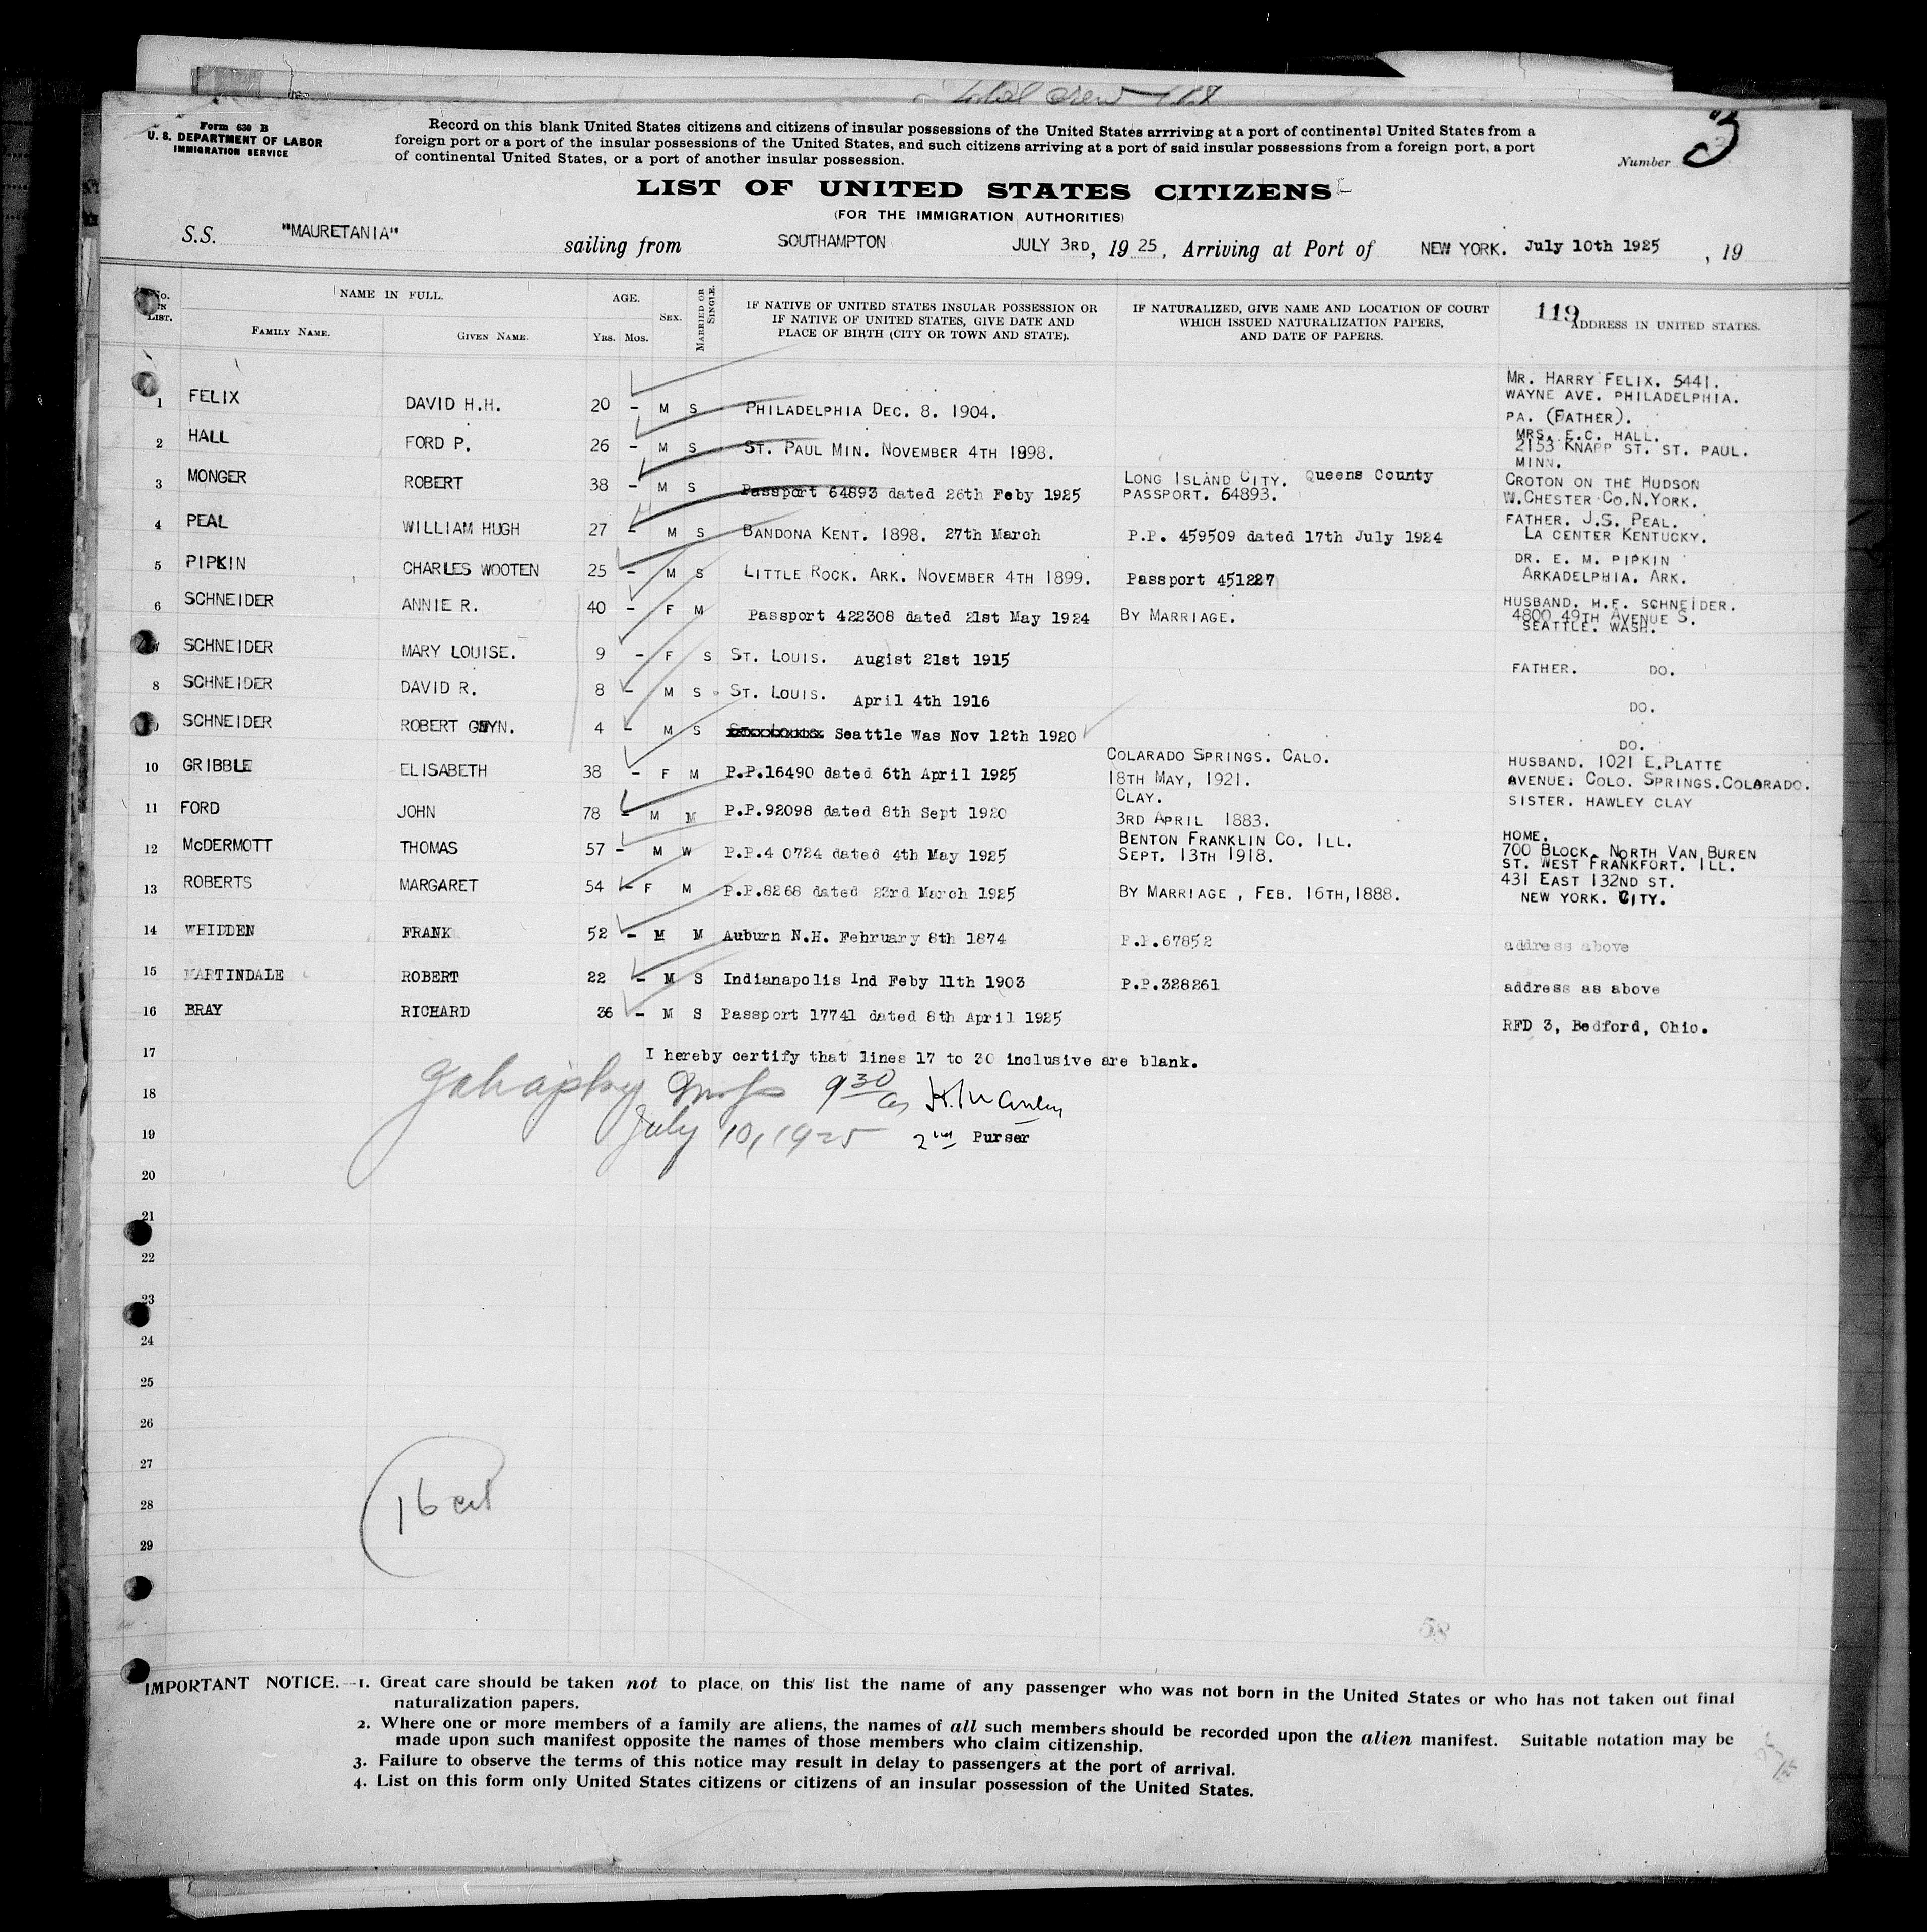 Total crew
Form 630 B
U. S. DEPARTMENT OF LABOR
IMMIGRATION SERVICE
Record on this blank United States citizens and citizens of insular possessions of the United States arrriving at a port of continental United States from a
foreign port or a port of the insular possessions of the United States, and such citizens arriving at a port of said insular possessions from a foreign port, a port
of continental United States, or a port of another insular possession.
Number 3
LIST OF UNITED STATES CITIZENS
(FOR THE IMMIGRATION AUTHORITIES)
S.S. "MAURETANIA" sailing from SOUTHAMPTON JULY 3RD, 1925, Arriving at Port of NEW YORK. July 10th 1925, 19
No. IN LIST. NAME IN FULL. FAMILY NAME. GIVEN NAME. AGE. YRS. MOS. SEX. MARRIED OR SINGLE. IF NATIVE OF UNITED STATES INSULAR POSSESSION OR IF NATIVE OF UNITED STATES, GIVE DATE AND PLACE OF BIRTH (CITY OR TOWN AND STATE). IF NATURALIZED, GIVE NAME AND LOCATION OF COURT WHICH ISSUED NATURALIZATION PAPERS, AND DATE OF PAPERS. 119 ADDRESS IN UNITED STATES.
1 FELIX DAVID H.H. 20 - M S PHILADELPHIA DEC. 8. 1904. MR. HARRY FELIX. 5441. WAYNE AVE. PHILADELPHIA. PA. (FATHER).
2 HALL FORD P. 26 - M S ST. PAUL MIN. NOVEMBER 4TH 1898. MRS. E.C. HALL. 2153 KNAPP ST. ST. PAUL. MINN.
3 MONGER ROBERT 38 - M S Passport 64893 dated 26th Feby 1925 LONG ISLAND CITY. Queens County PASSPORT. 64893. CROTON ON THE HUDSON W.CHESTER CO.N.YORK.
4 PEAL WILLIAM HUGH 27 - M S BANDONA KENT. 1898. 27th March P.P. 459509 dated 17th July 1924 FATHER. J.S. PEAL. LA CENTER KENTUCKY.
5 PIPKIN CHARLES WOOTEN 25 - M S LITTLE ROCK. ARK. NOVEMBER 4TH 1899. Passport 451227 DR. E. M. PIPKIN ARKADELPHIA. ARK.
6 SCHNEIDER ANNIE R. 40 - F M Passport 422308 dated 21st May 1924 BY MARRIAGE. HUSBAND. H.F. SCHNEIDER. 4800 49TH AVENUE S. SEATTLE. WASH.
SCHNEIDER MARY LOUISE. 9 - F S ST. LOUIS. Augist 21st 1915 FATHER. DO.
8 SCHNEIDER DAVID R. 8 - M S ST. LOUIS. April 4th 1916 DO.
9 SCHNEIDER ROBERT GWYN. 4 - M S Seattle Was Nov 12th 1920 DO.
10 GRIBBLE ELISABETH 38 - F M P.P.16490 dated 6th April 1925 COLARADO SPRINGS. CALO. 18TH MAY, 1921. HUSBAND. 1021 E.PLATTE AVENUE. COLO. SPRINGS.COLORADO.
11 FORD JOHN 78 - M M P.P.92098 dated 8th Sept 1920 CLAY. 3RD APRIL 1883. SISTER. HAWLEY CLAY
12 McDERMOTT THOMAS 57 - M W P.P.4 0724 dated 4th May 1925 BENTON FRANKLIN CO. ILL. SEPT. 13TH 1918. HOME. 700 BLOCK. NORTH VAN BUREN ST. WEST FRANKFORT. ILL.
13 ROBERTS MARGARET 54 - F M P.P.8268 dated 23rd March 1925 BY MARRIAGE , FEB. 16TH,1888. 431 EAST 132ND ST. NEW YORK. CITY.
14 WHIDDEN FRANK 52 - M M Auburn N.H. February 8th 1874 P.P.67852 address above
15 MARTINDALE ROBERT 22 - M S Indianapolis Ind Feby 11th 1903 P.P.328261 address as above
16 BRAY RICHARD 36 - M S Passport 17741 dated 8th April 1925 RFD 3, Bedford, Ohio.
17 I hereby certify that lines 17 to 30 inclusive are blank.
18 9 30
19 July 10, 1925 2nd Purser
20
21
22
23
24
25
26
27
28 16
29
58
IMPORTANT NOTICE.—1. Great care should be taken not to place on this list the name of any passenger who was not born in the United States or who has not taken out final
naturalization papers.
2. Where one or more members of a family are aliens, the names of all such members should be recorded upon the alien manifest. Suitable notation may be
made upon such manifest opposite the names of those members who claim citizenship.
3. Failure to observe the terms of this notice may result in delay to passengers at the port of arrival.
4. List on this form only United States citizens or citizens of an insular possession of the United States.